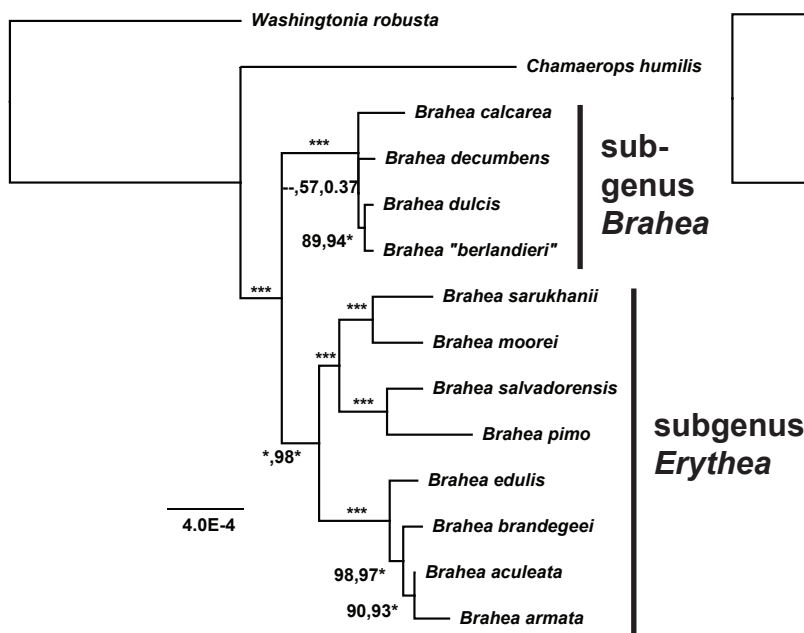 Washingtonia robusta
Chamaerops humilis
Brahea calcarea
***
Brahea decumbens
--,57,0.37
Brahea dulcis
89,94*
Brahea "berlandieri"
sub-
genus
Brahea
***
Brahea sarukhanii
***
Brahea moorei
***
Brahea salvadorensis
***
Brahea pimo
*,98*
subgenus
Erythea
Brahea edulis
***
Brahea brandegeei
4.0E-4
98,97*
Brahea aculeata
90,93*
Brahea armata